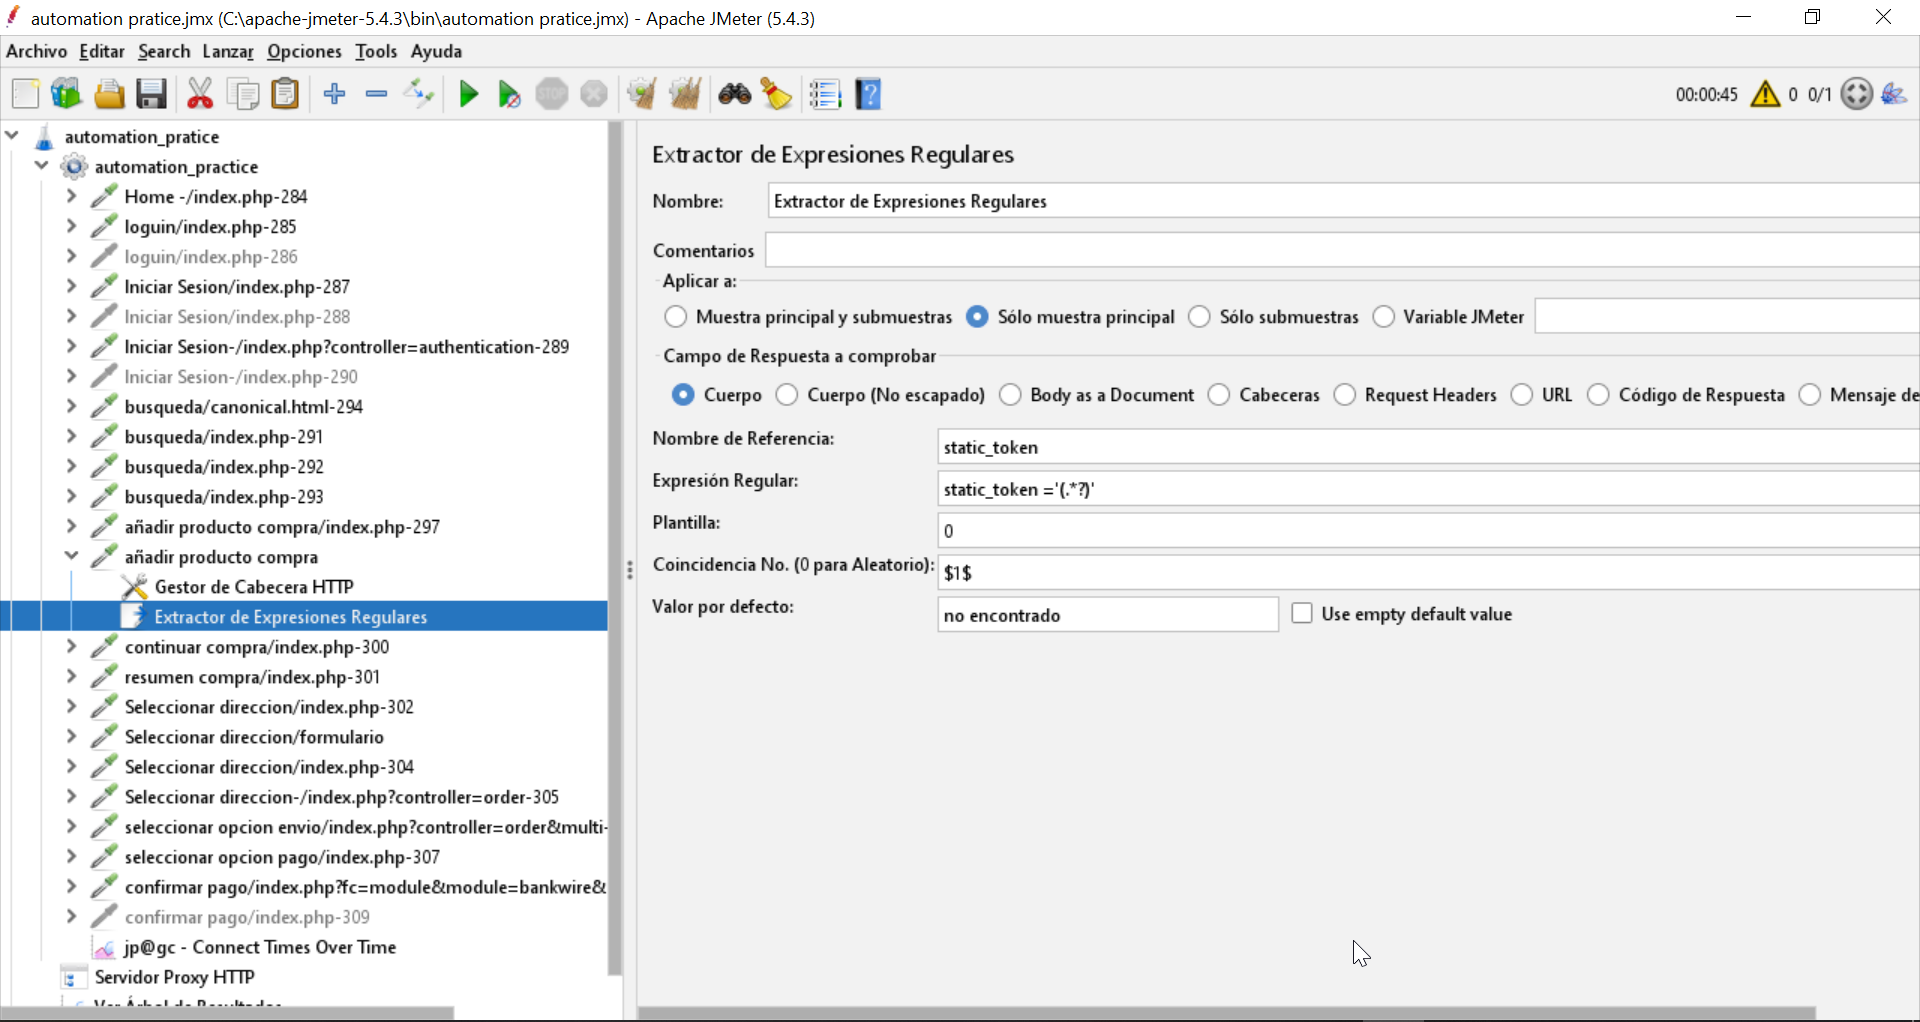 automation pratice.jmx (C:\apache-jmeter-5.4.3\bin\automation pratice.jmx) - Apache JMeter (5.4.3)
Archivo Editar Search Lanzar Opciones Tools Ayuda
STOP
00:00:45 0 0/1
automation_pratice
automation_practice
Home -/index.php-284
loguin/index.php-285
loguin/index.php-286
Iniciar Sesion/index.php-287
Iniciar Sesion/index.php-288
Iniciar Sesion-/index.php?controller=authentication-289
Iniciar Sesion-/index.php-290
busqueda/canonical.html-294
busqueda/index.php-291
busqueda/index.php-292
busqueda/index.php-293
añadir producto compra/index.php-297
añadir producto compra
Gestor de Cabecera HTTP
Extractor de Expresiones Regulares
continuar compra/index.php-300
resumen compra/index.php-301
Seleccionar direccion/index.php-302
Seleccionar direccion/formulario
Seleccionar direccion/index.php-304
Seleccionar direccion-/index.php?controller=order-305
seleccionar opcion envio/index.php?controller=order&multi-
seleccionar opcion pago/index.php-307
confirmar pago/index.php?fc=module&module=bankwire&
confirmar pago/index.php-309
jp@gc - Connect Times Over Time
Servidor Proxy HTTP
Ver Árbol de Resultados
Extractor de Expresiones Regulares
Nombre: Extractor de Expresiones Regulares
Comentarios
Aplicar a:
Muestra principal y submuestras Sólo muestra principal Sólo submuestras Variable JMeter
Campo de Respuesta a comprobar
Cuerpo Cuerpo (No escapado) Body as a Document Cabeceras Request Headers URL Código de Respuesta Mensaje de
Nombre de Referencia: static_token
Expresión Regular: static_token ='(.*?)'
Plantilla: 0
Coincidencia No. (0 para Aleatorio): $1$
Valor por defecto: no encontrado Use empty default value